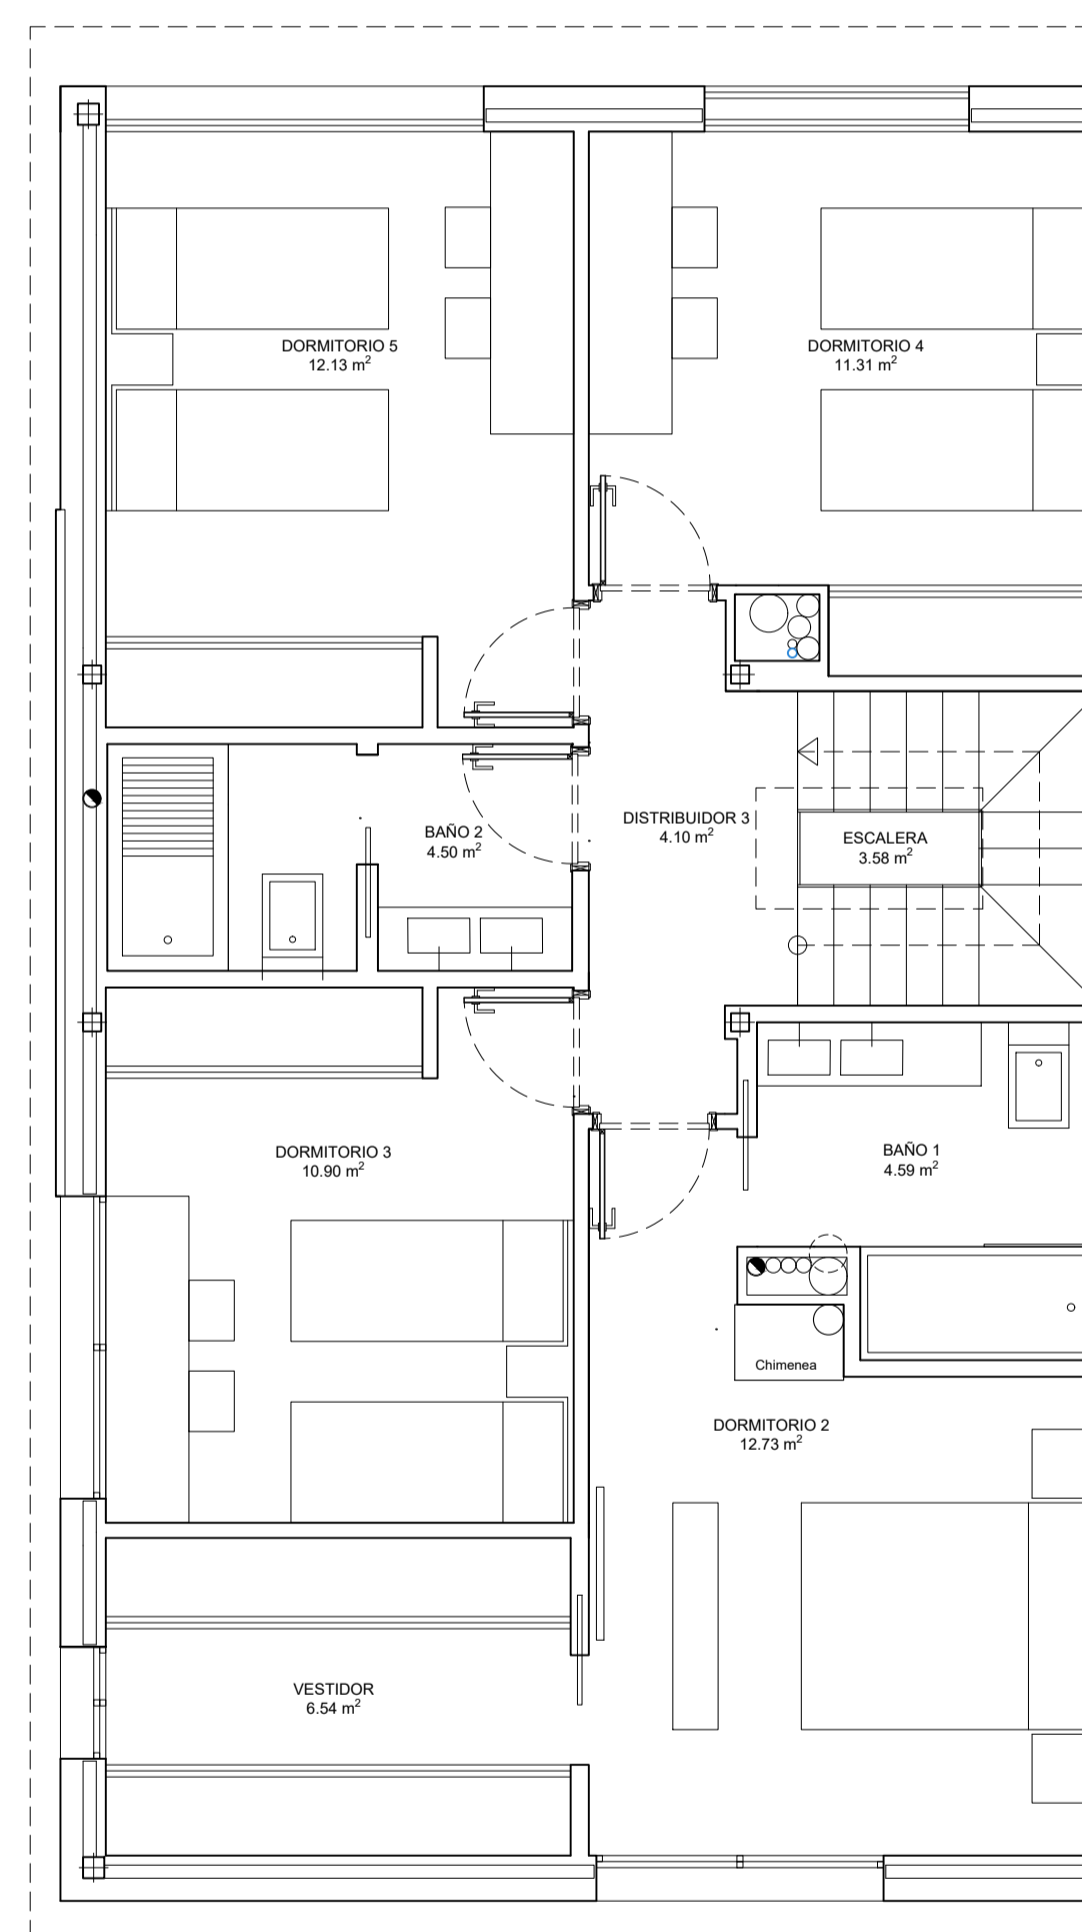 DORMITORIO 5
12.13 m²
DORMITORIO 4
11.31 m²
DISTRIBUIDOR 3
4.10 m²
BAÑO 2
4.50 m²
ESCALERA
3.58 m²
DORMITORIO 3
10.90 m²
BAÑO 1
4.59 m²
Chimenea
DORMITORIO 2
12.73 m²
VESTIDOR
6.54 m²